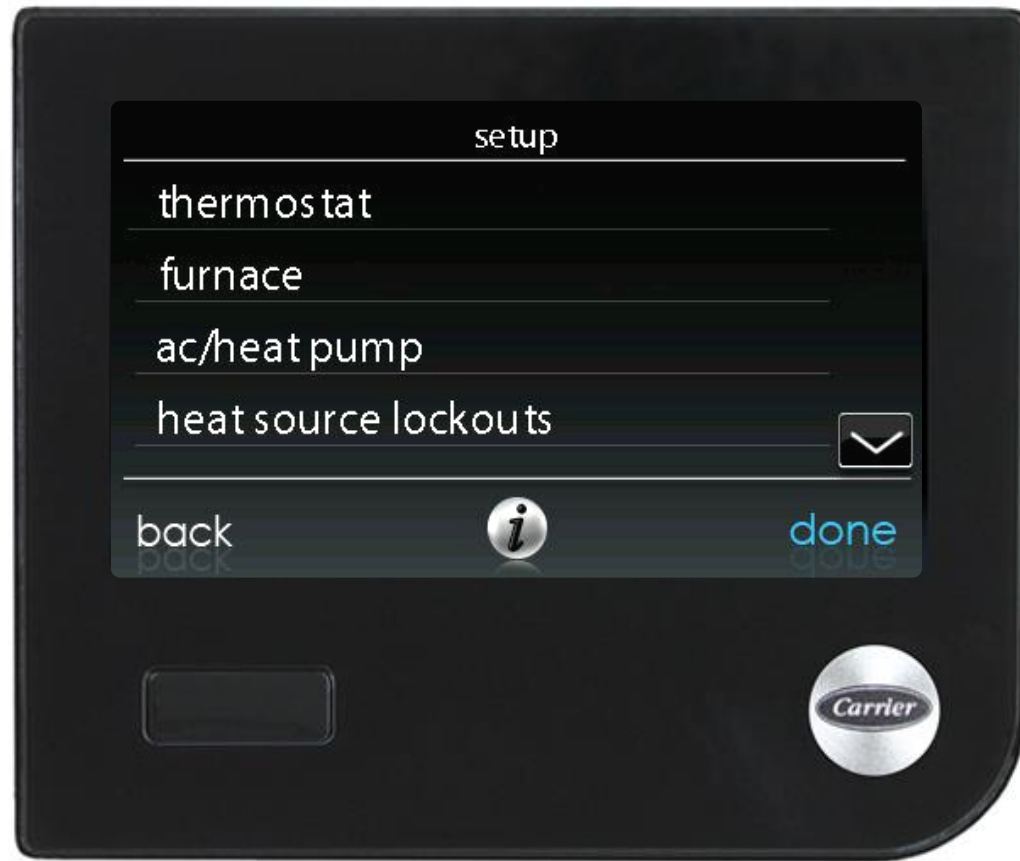 setup
thermostat
furnace
ac/heat pump
heat source lockouts
back
i
done
Carrier